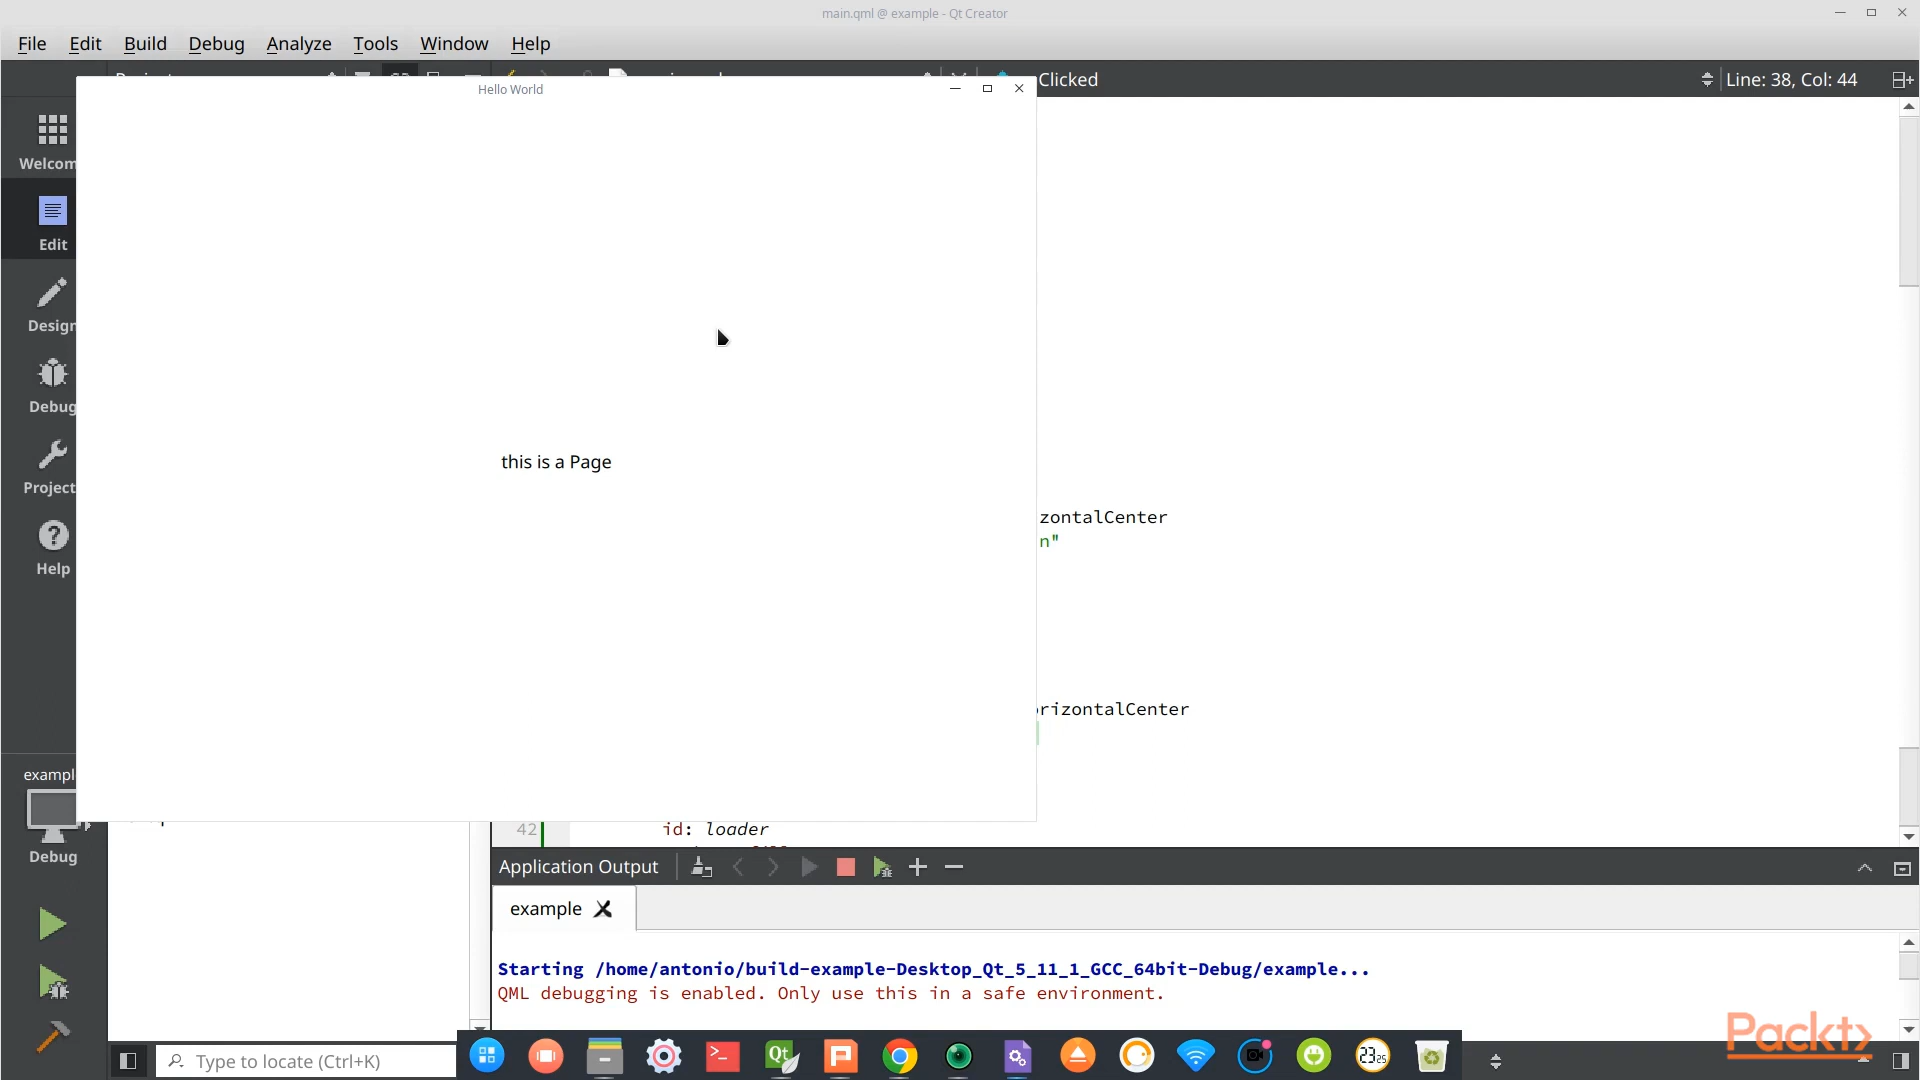 main.qml @ example - Qt Creator
File Edit Build Debug Analyze Tools Window Help
Clicked
Line: 38, Col: 44
Hello World
Welcom
Edit
Design
Debug
Project
Help
this is a Page
zontalCenter
n"
rizontalCenter
exampl
Debug
42 id: loader
Application Output
example
Starting /home/antonio/build-example-Desktop_Qt_5_11_1_GCC_64bit-Debug/example...
QML debugging is enabled. Only use this in a safe environment.
Type to locate (Ctrl+K)
Qt
23 25
Packt>